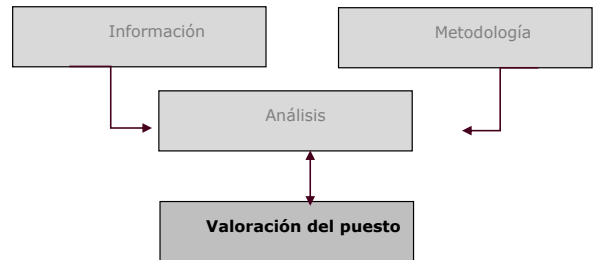 Información
Metodología
Análisis
Valoración del puesto